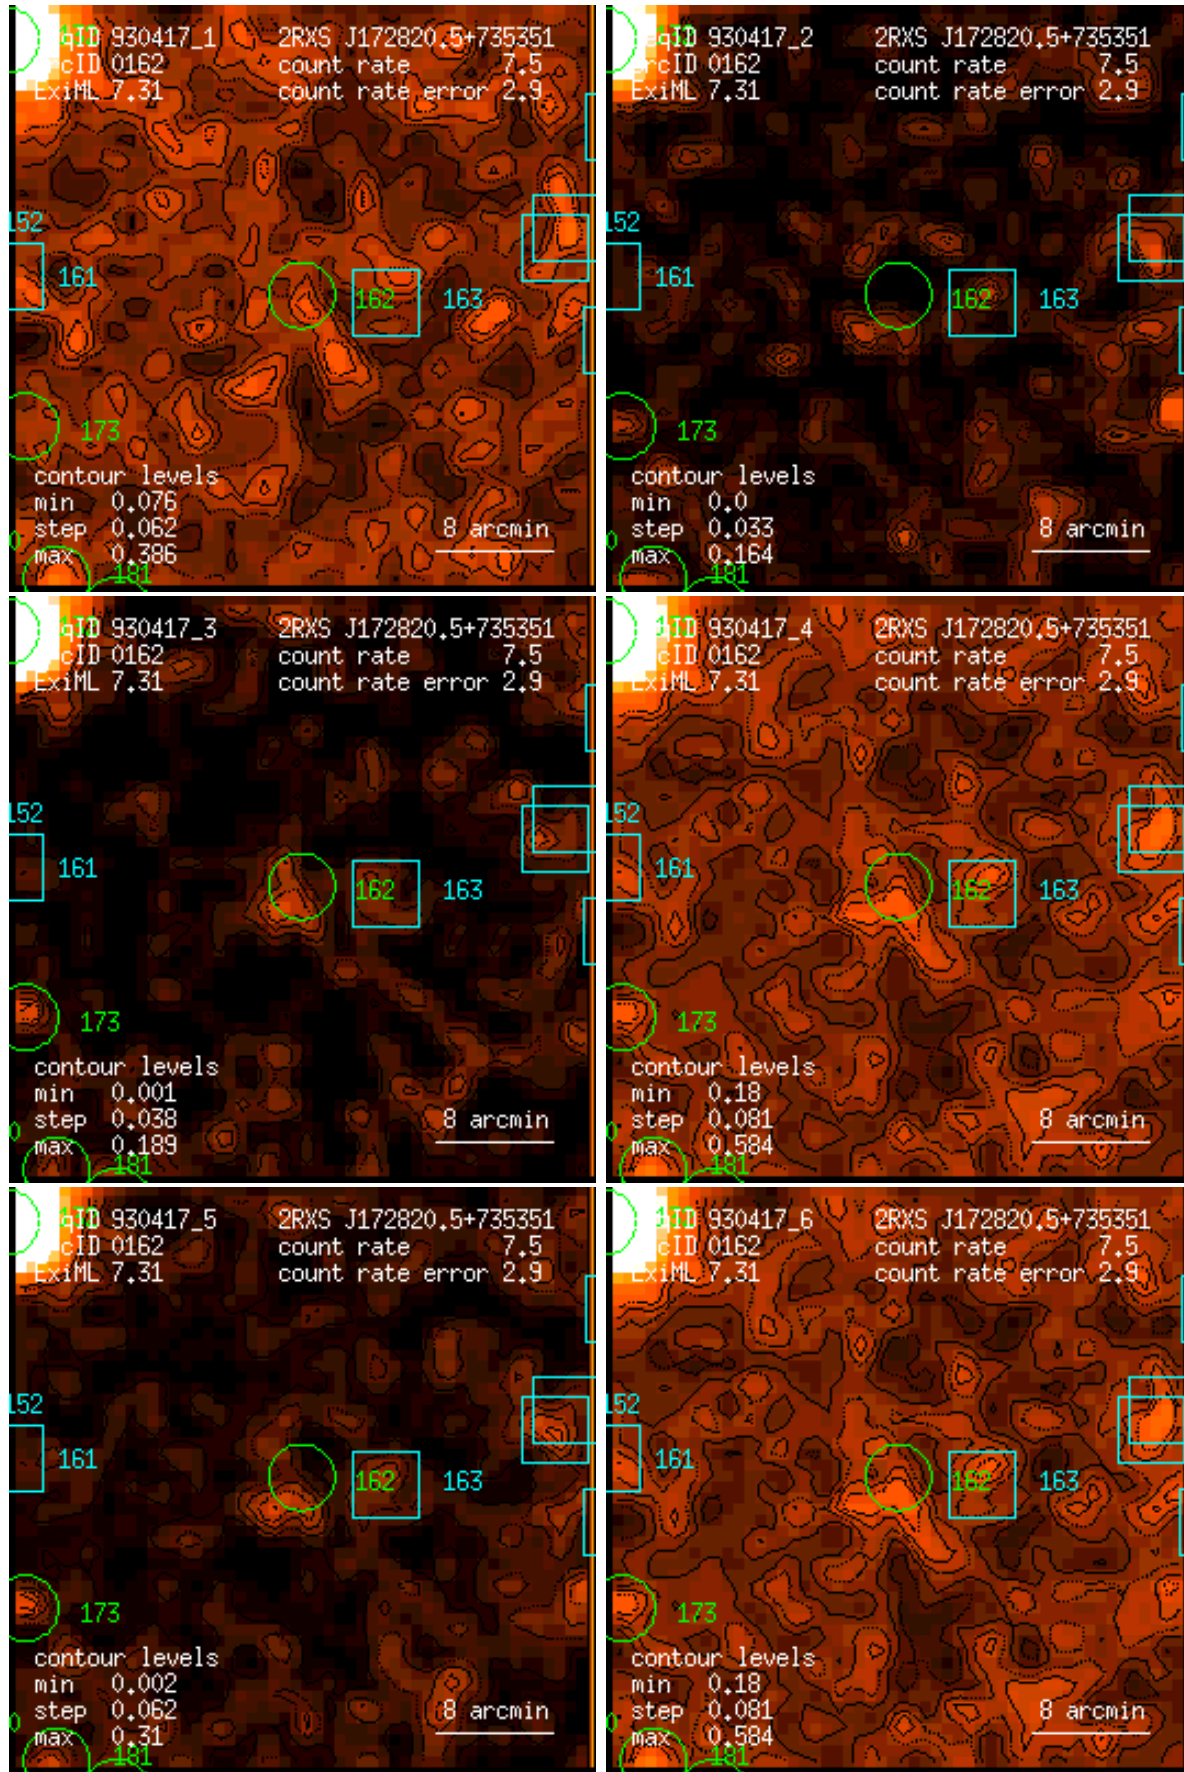 qID 930417_1 2RXS J172820.5+735351
cID 0162 count rate 7.5
ExiML 7.31 count rate error 2.9
152
161 162 163
173
contour levels
min 0.076
step 0.062
max 0.386
8 arcmin
0 181
qID 930417_2 2RXS J172820.5+735351
rcID 0162 count rate 7.5
ExiML 7.31 count rate error 2.9
152
161 162 163
173
contour levels
min 0.0
step 0.033
max 0.164
8 arcmin
0 181
qID 930417_3 2RXS J172820.5+735351
cID 0162 count rate 7.5
ExiML 7.31 count rate error 2.9
152
161 162 163
173
contour levels
min 0.001
step 0.038
max 0.189
8 arcmin
0 181
qID 930417_4 2RXS J172820.5+735351
cID 0162 count rate 7.5
ExiML 7.31 count rate error 2.9
152
161 162 163
173
contour levels
min 0.18
step 0.081
max 0.584
8 arcmin
0 181
qID 930417_5 2RXS J172820.5+735351
cID 0162 count rate 7.5
ExiML 7.31 count rate error 2.9
152
161 162 163
173
contour levels
min 0.002
step 0.062
max 0.31
8 arcmin
0 181
qID 930417_6 2RXS J172820.5+735351
cID 0162 count rate 7.5
ExiML 7.31 count rate error 2.9
152
161 162 163
173
contour levels
min 0.18
step 0.081
max 0.584
8 arcmin
0 181